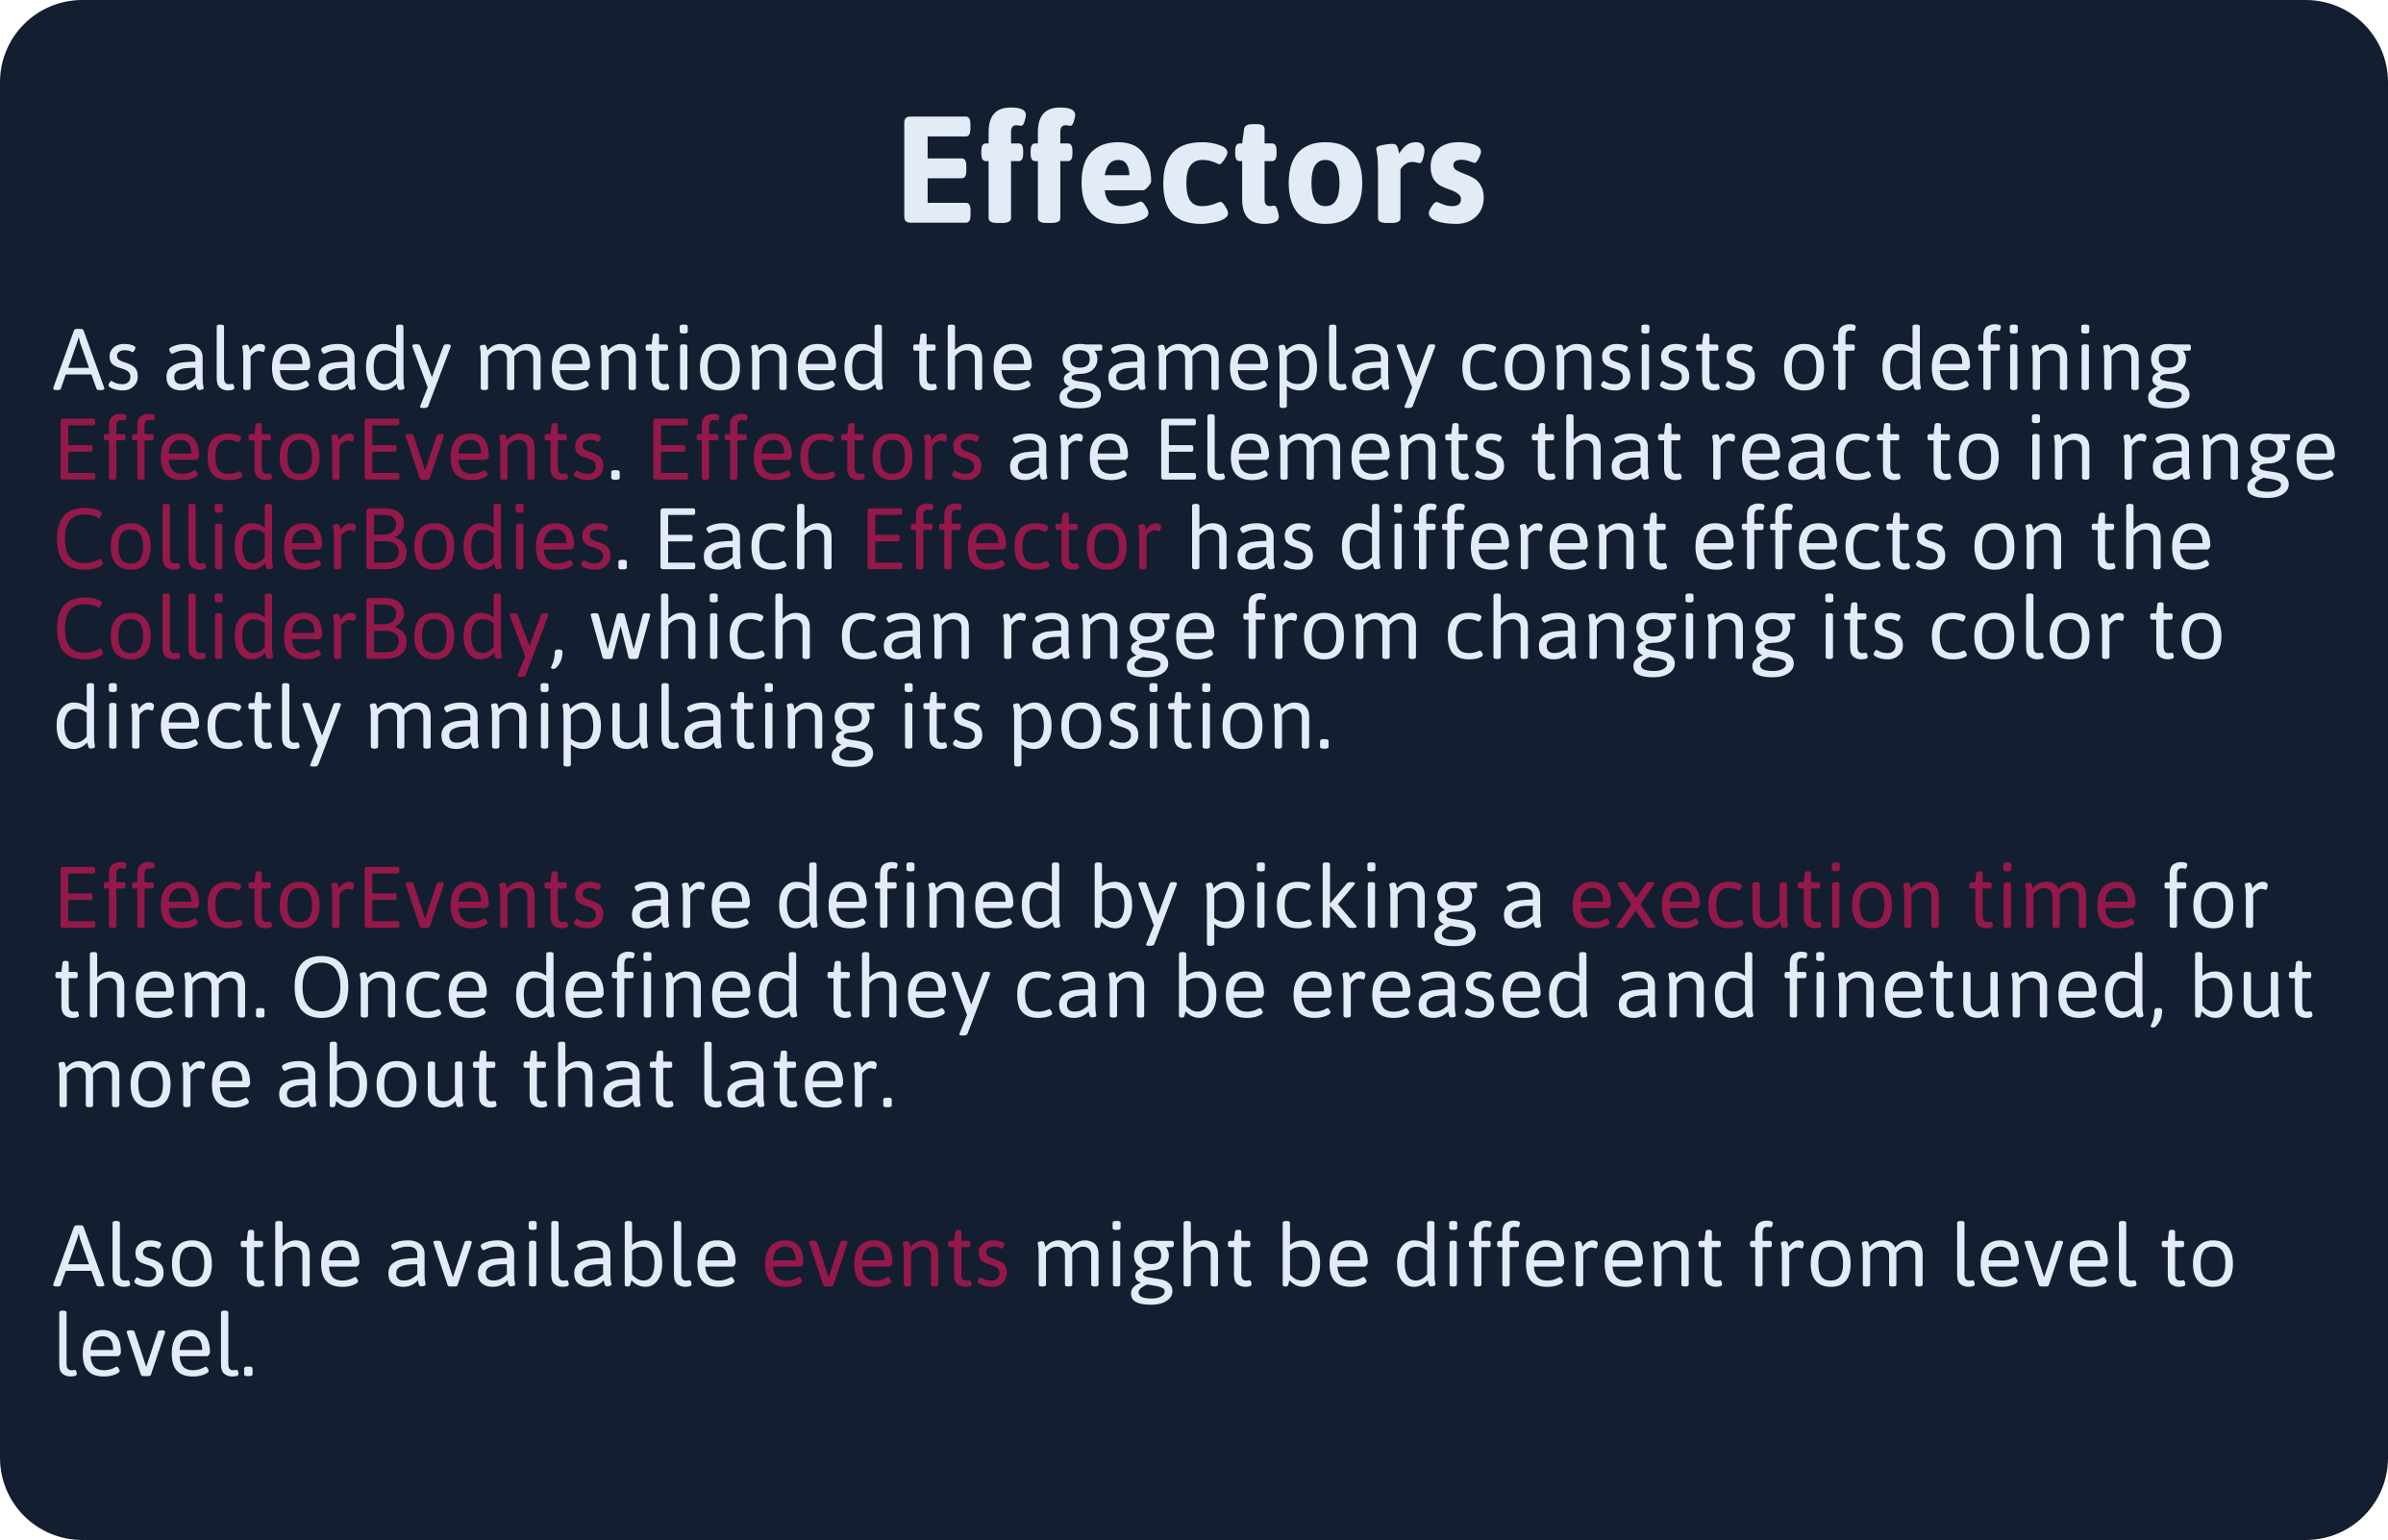 Effectors
As already mentioned the gameplay consists of defining
EffectorEvents. Effectors are Elements that react to in range
ColliderBodies. Each Effector has different effects on the
ColliderBody, which can range from changing its color to
directly manipulating its position.
EffectorEvents are defined by picking a execution time for
them. Once defined they can be ereased and finetuned, but
more about that later.
Also the available events might be different from level to
level.